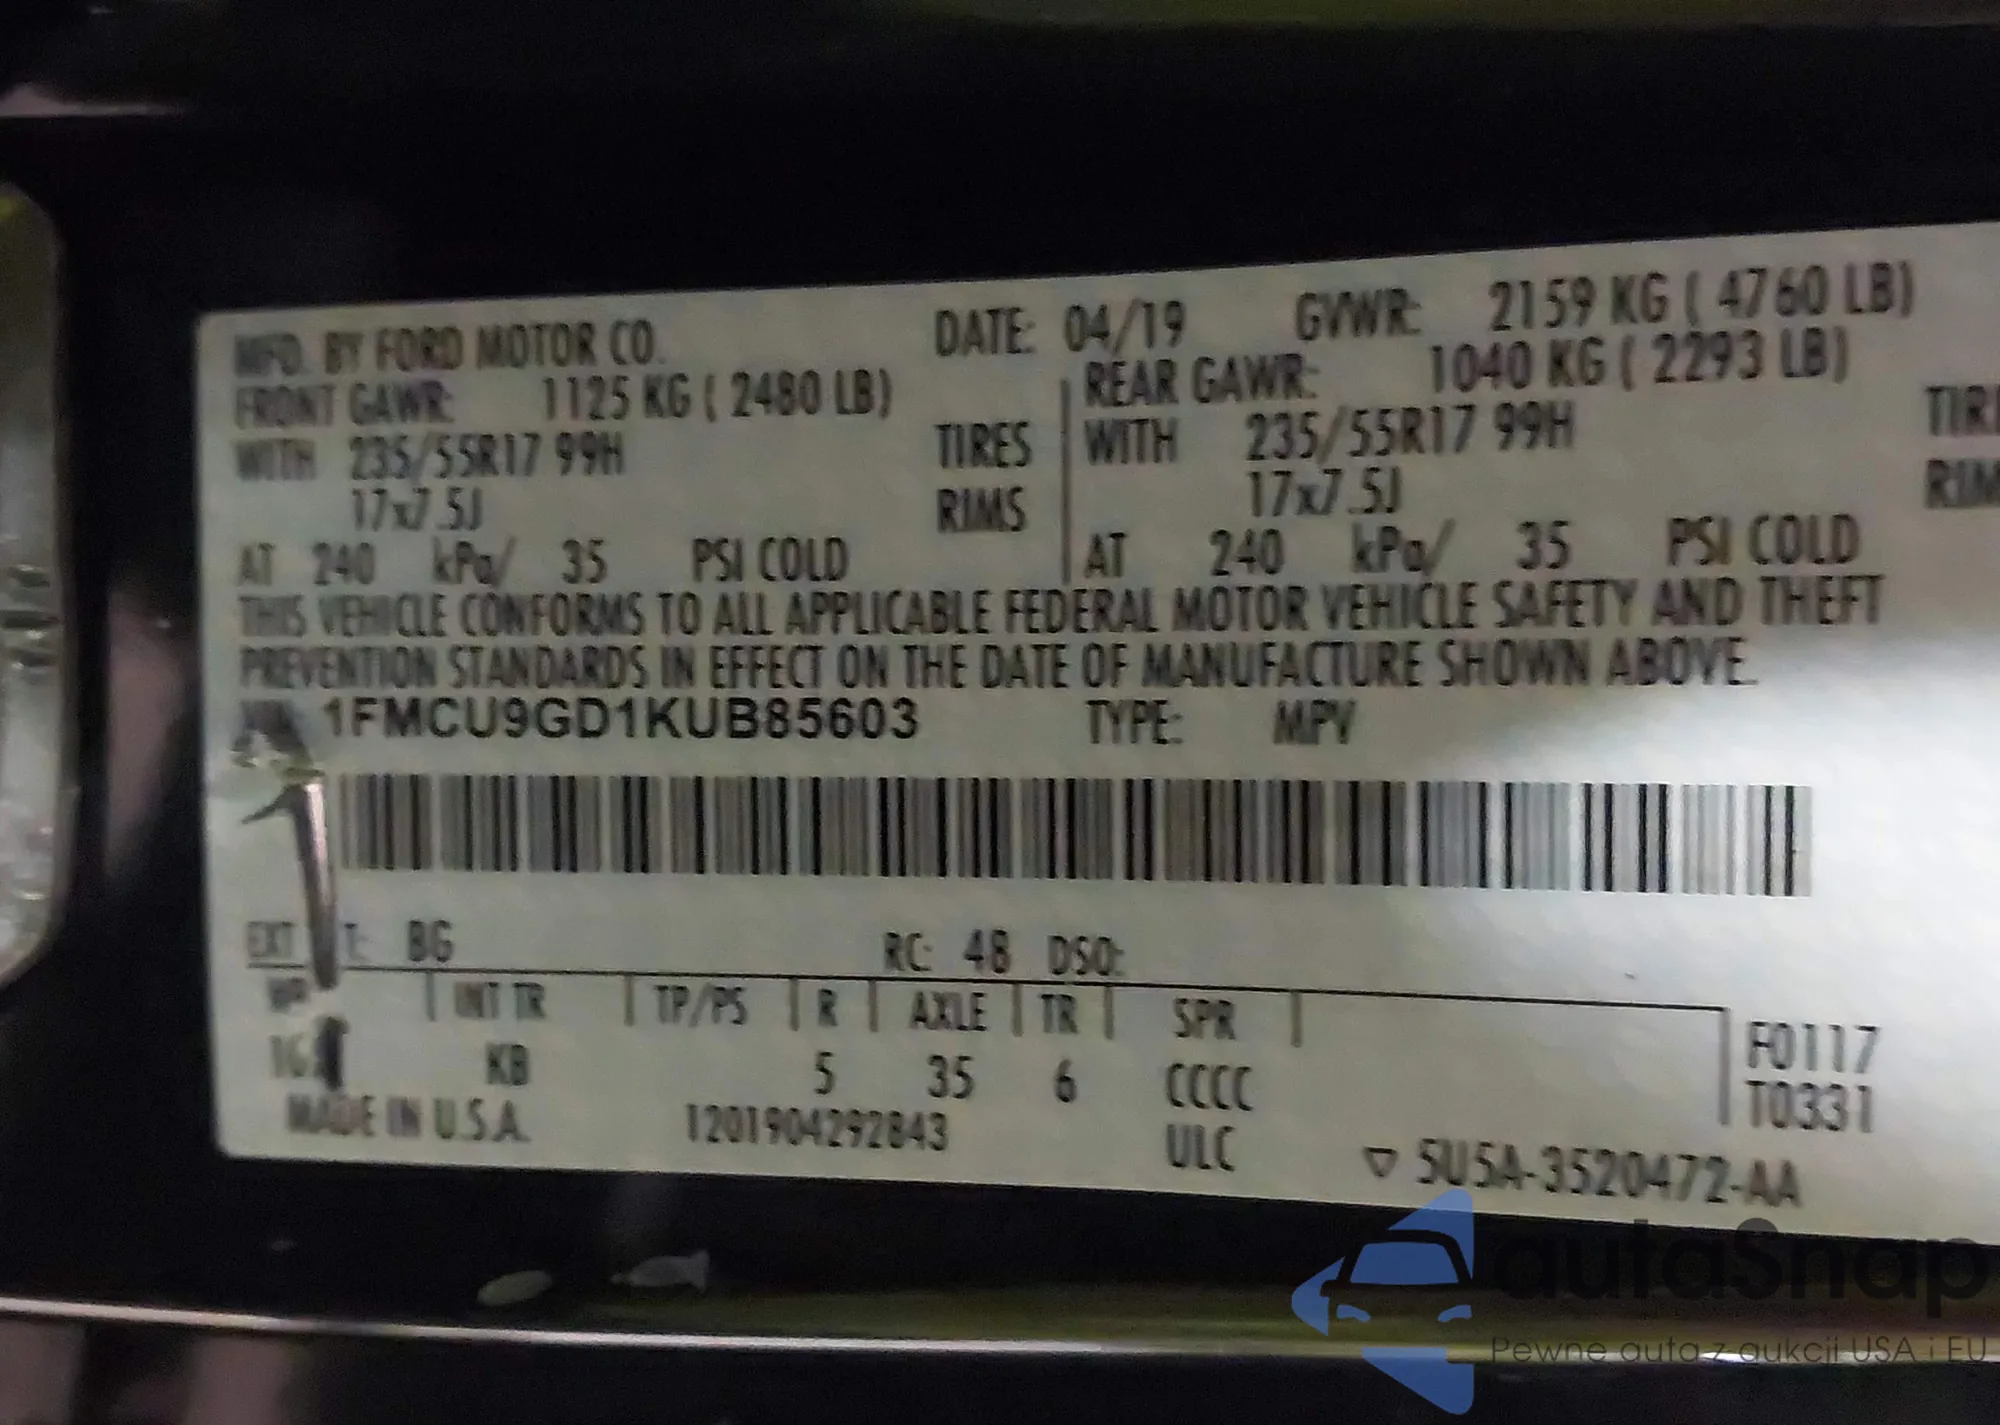 MFD. BY FORD MOTOR CO. DATE: 04/19 GVWR: 2159 KG ( 4760 LB)
FRONT GAWR: 1125 KG ( 2480 LB) REAR GAWR: 1040 KG ( 2293 LB)
WITH 235/55R17 99H TIRES WITH 235/55R17 99H TIR
17x7.5J RIMS 17x7.5J RIM
AT 240 kPa/ 35 PSI COLD AT 240 kPa/ 35 PSI COLD
THIS VEHICLE CONFORMS TO ALL APPLICABLE FEDERAL MOTOR VEHICLE SAFETY AND THEFT
PREVENTION STANDARDS IN EFFECT ON THE DATE OF MANUFACTURE SHOWN ABOVE.
1FMCU9GD1KUB85603 TYPE: MPV
EXT T: BG RC: 48 DSO:
INT TR TP/PS R AXLE TR SPR F0117
KB 5 35 6 CCCC T0331
MADE IN U.S.A. 1201904292843 ULC ▽ 5U5A-3520472-AA
autaSnap
Pewne auta z aukcji USA i EU